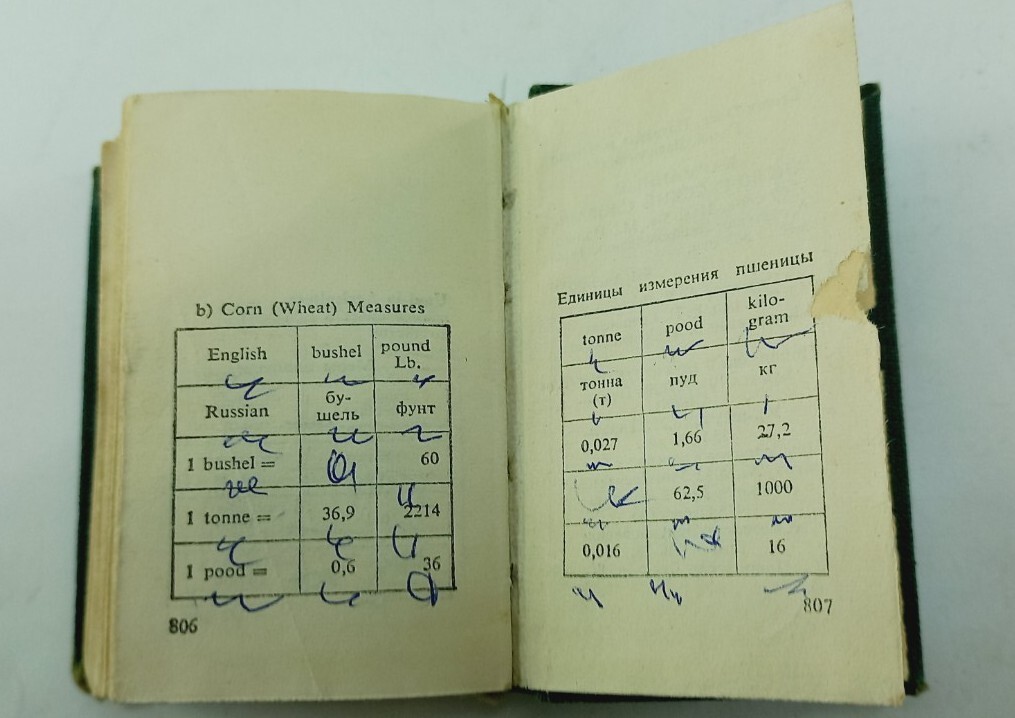 b) Corn (Wheat) Measures
English bushel pound Lb.
Russian бу-шель фунт
1 bushel = 60
1 tonne = 36,9 2214
1 pood = 0,6 36
806
Единицы измерения пшеницы
tonne pood kilo-gram
тонна (т) пуд кг
0,027 1,66 27,2
62,5 1000
0,016 16
807